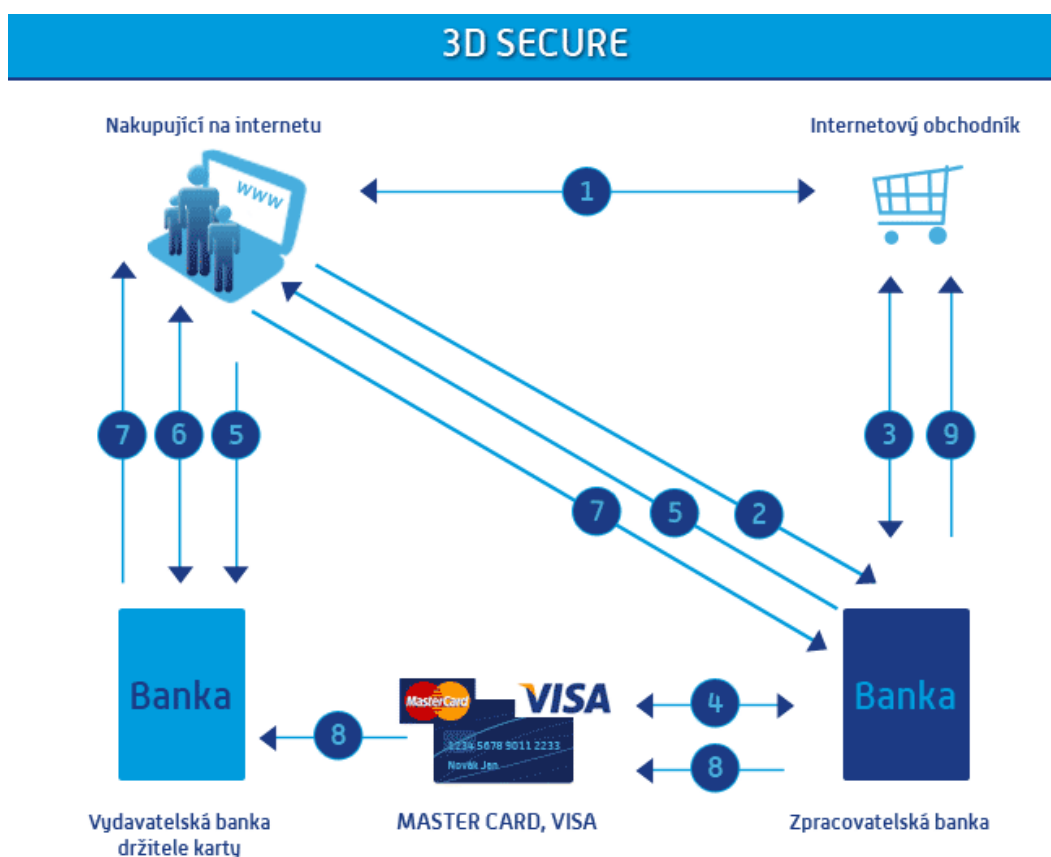 3D SECURE
Nakupující na internetu
Internetový obchodník
www
1
7
6
5
3
9
7
5
2
Banka
Banka
MasterCard
VISA
4
8
8
1234 5678 9011 2233
Novák Jan
Vydavatelská banka
držitele karty
MASTER CARD, VISA
Zpracovatelská banka